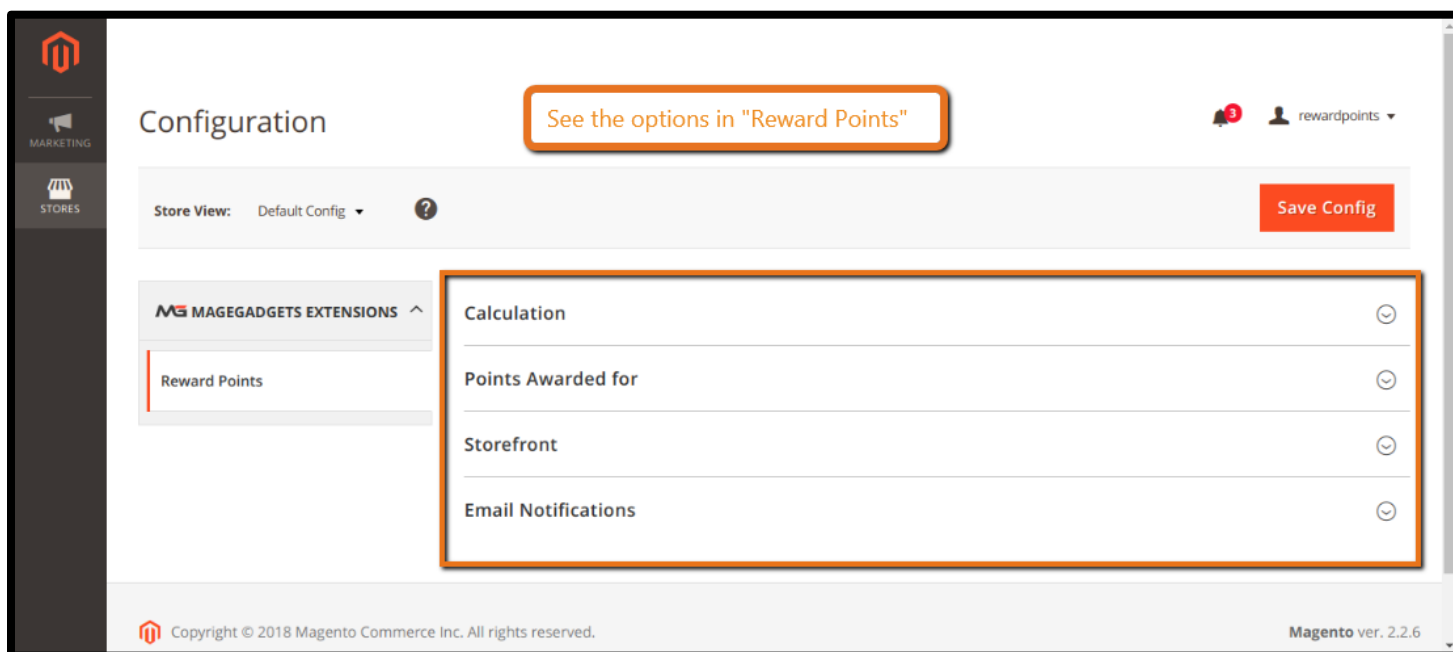 MARKETING
STORES
Configuration
See the options in "Reward Points"
3
rewardpoints
Store View: Default Config ?
Save Config
MG MAGEGADGETS EXTENSIONS
Reward Points
Calculation
Points Awarded for
Storefront
Email Notifications
Copyright © 2018 Magento Commerce Inc. All rights reserved.
Magento ver. 2.2.6